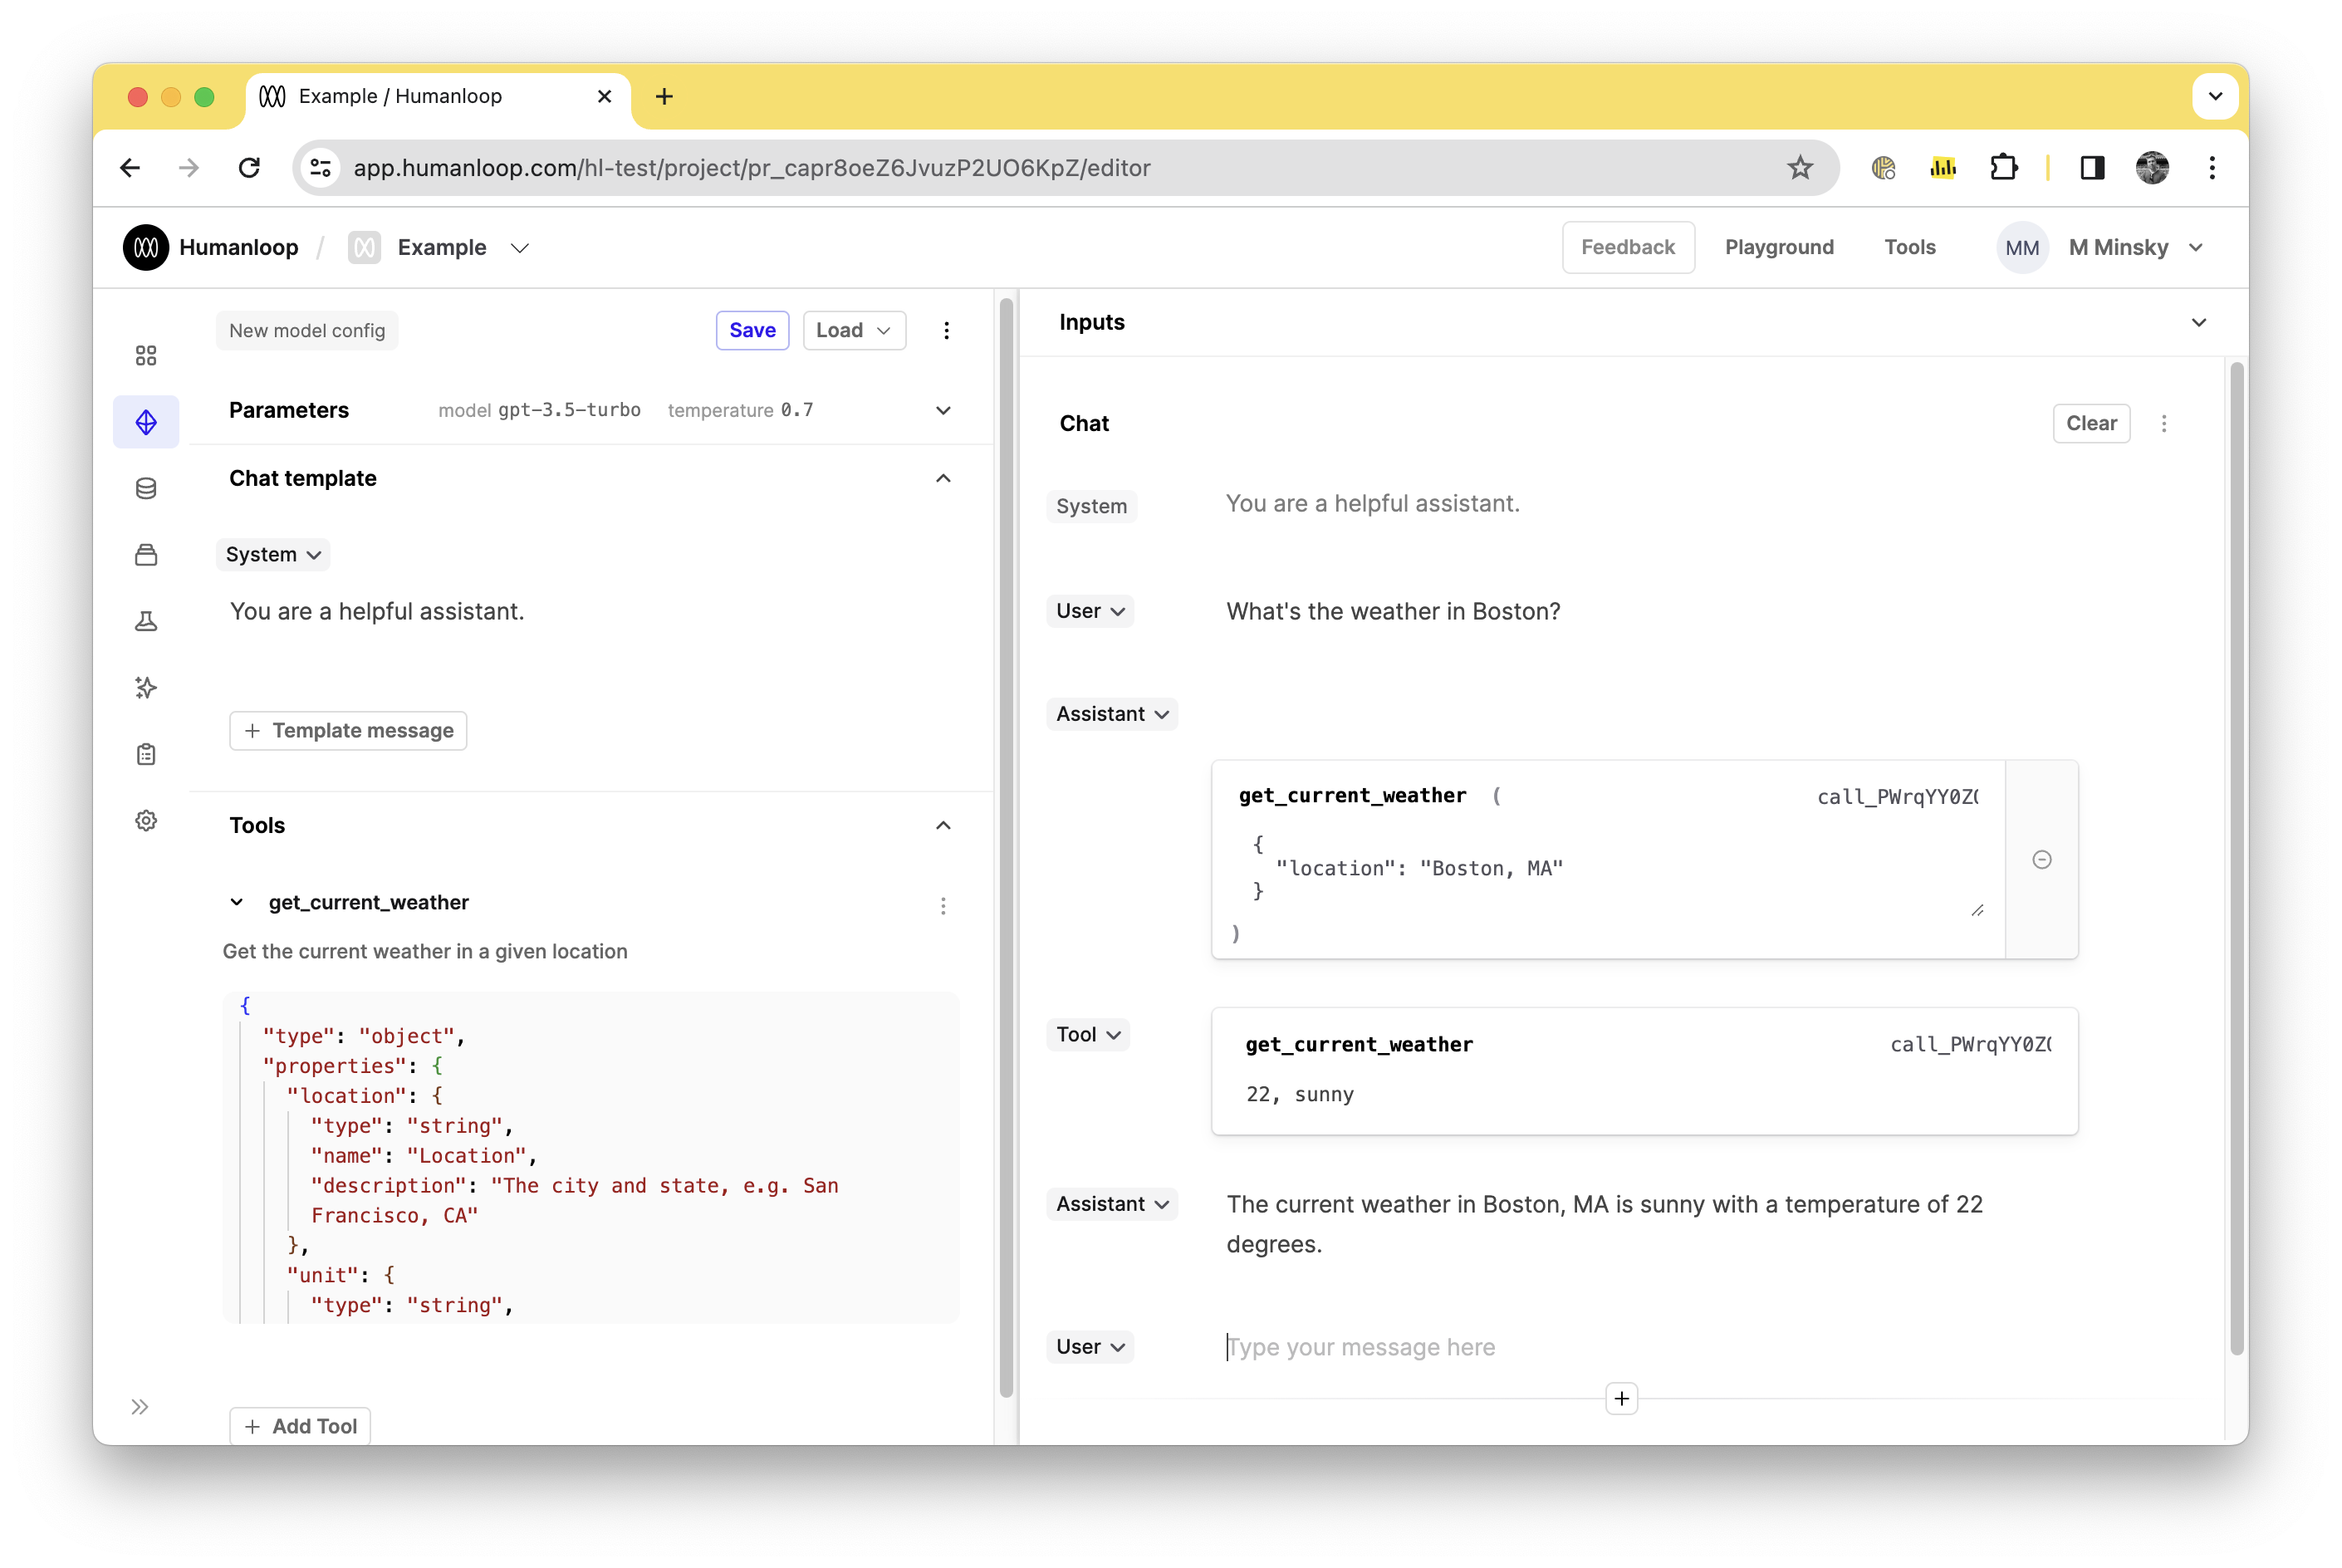 Example / Humanloop
app.humanloop.com/hl-test/project/pr_capr8oeZ6JvuzP2UO6KpZ/editor
Humanloop / Example
Feedback Playground Tools MM M Minsky
New model config Save Load
Parameters model gpt-3.5-turbo temperature 0.7
Chat template
System
You are a helpful assistant.
+ Template message
Tools
get_current_weather
Get the current weather in a given location
{
"type": "object",
"properties": {
"location": {
"type": "string",
"name": "Location",
"description": "The city and state, e.g. San
Francisco, CA"
},
"unit": {
"type": "string",
+ Add Tool
Inputs
Chat Clear
System You are a helpful assistant.
User What's the weather in Boston?
Assistant
get_current_weather ( call_PWrqYY0Z
{
"location": "Boston, MA"
}
)
Tool
get_current_weather call_PWrqYY0Z
22, sunny
Assistant The current weather in Boston, MA is sunny with a temperature of 22
degrees.
User Type your message here